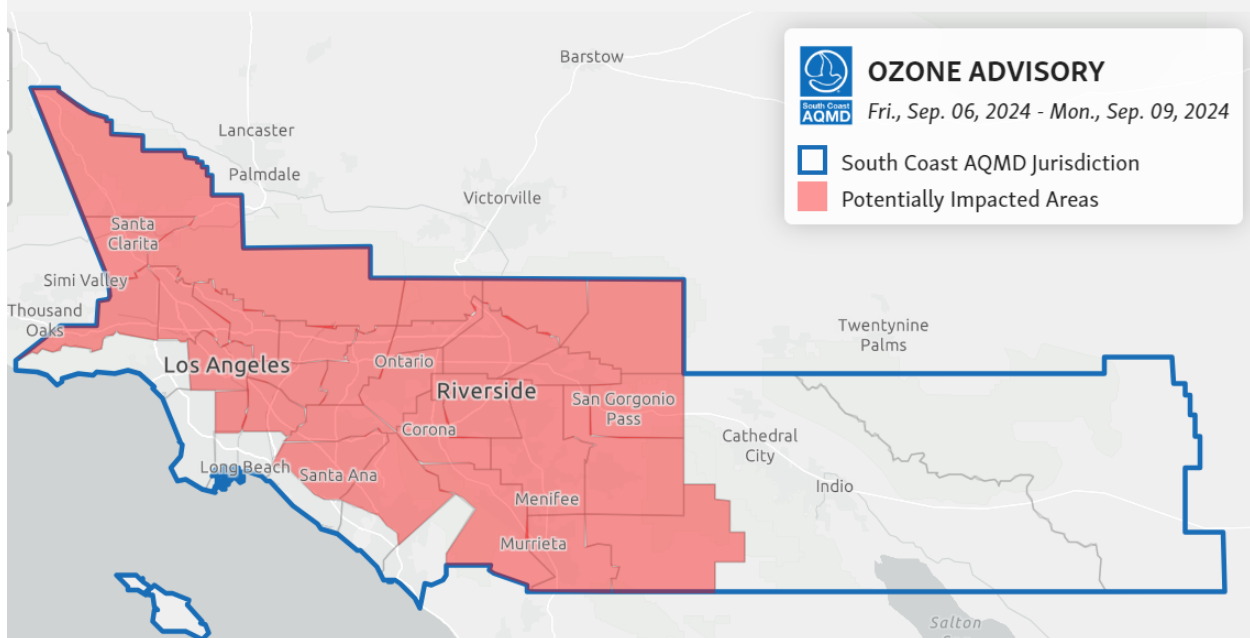 Barstow
Lancaster
Palmdale
Victorville
Santa
Clarita
Simi Valley
Thousand
Oaks
Twentynine
Palms
Los Angeles
Ontario
Riverside
San Gorgonio
Pass
Corona
Cathedral
City
Long Beach
Santa Ana
Indio
Menifee
Murrieta
Salton
South Coast
AQMD
OZONE ADVISORY
Fri., Sep. 06, 2024 - Mon., Sep. 09, 2024
South Coast AQMD Jurisdiction
Potentially Impacted Areas